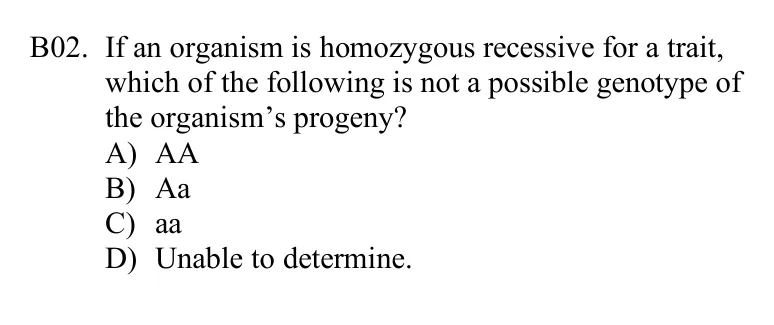 B02. If an organism is homozygous recessive for a trait,
which of the following is not a possible genotype of
the organism’s progeny?
A) AA
B) Aa
C) aa
D) Unable to determine.